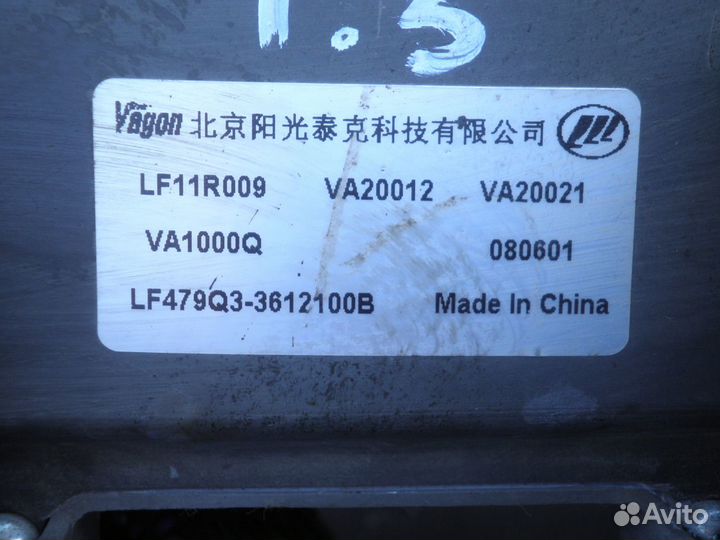 1.5
Vagon 北京阳光泰克科技有限公司
LF11R009 VA20012 VA20021
VA1000Q 080601
LF479Q3-3612100B Made In China
Avito